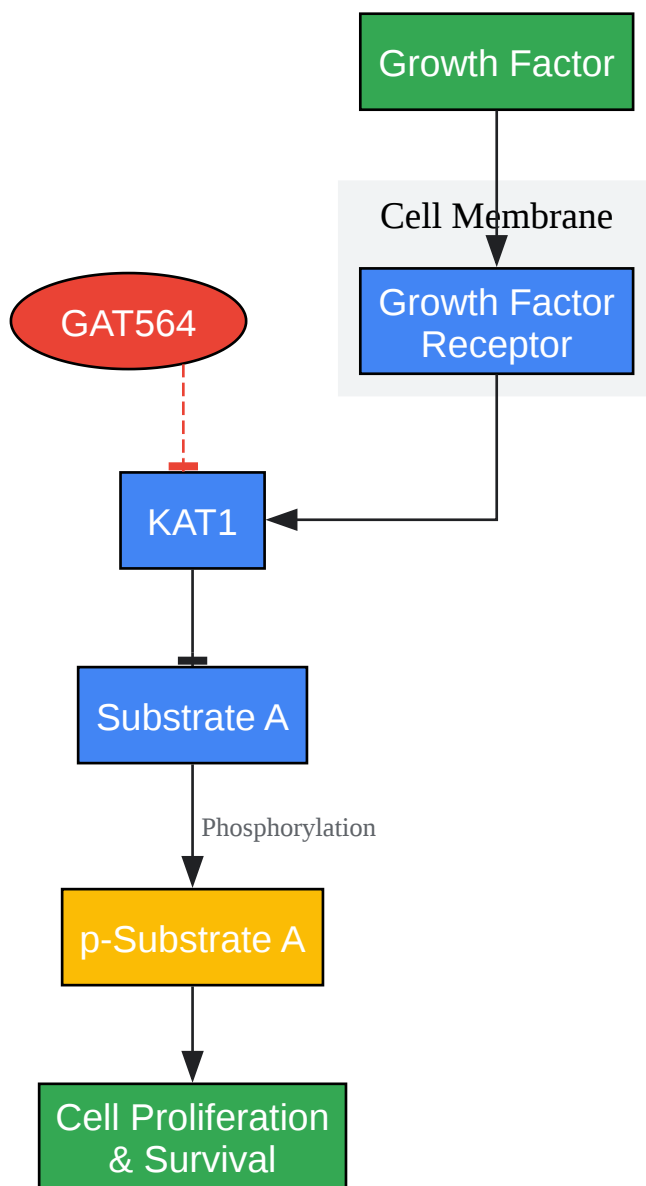 Growth Factor
Cell Membrane
Growth Factor
Receptor
GAT564
KAT1
Substrate A
Phosphorylation
p-Substrate A
Cell Proliferation
& Survival